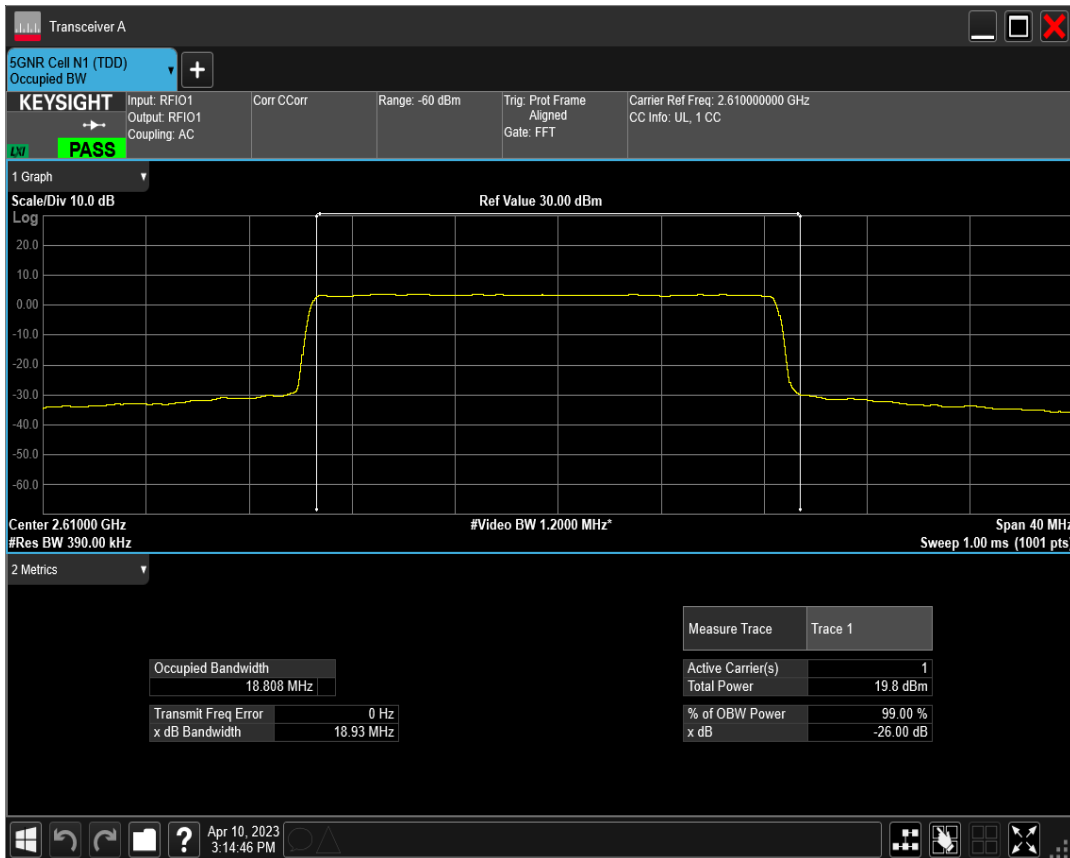 Transceiver A
5GNR Cell N1 (TDD)
Occupied BW
+
KEYSIGHT
LXI
PASS
Input: RFIO1
Output: RFIO1
Coupling: AC
Corr CCorr
Range: -60 dBm
Trig: Prot Frame
Aligned
Gate: FFT
Carrier Ref Freq: 2.610000000 GHz
CC Info: UL, 1 CC
1 Graph
Scale/Div 10.0 dB
Ref Value 30.00 dBm
Log
20.0
10.0
0.00
-10.0
-20.0
-30.0
-40.0
-50.0
-60.0
Center 2.61000 GHz
#Video BW 1.2000 MHz*
Span 40 MHz
#Res BW 390.00 kHz
Sweep 1.00 ms (1001 pts)
2 Metrics
Measure Trace Trace 1
Occupied Bandwidth
18.808 MHz
Active Carrier(s) 1
Total Power 19.8 dBm
Transmit Freq Error 0 Hz
x dB Bandwidth 18.93 MHz
% of OBW Power 99.00 %
x dB -26.00 dB
?
Apr 10, 2023
3:14:46 PM